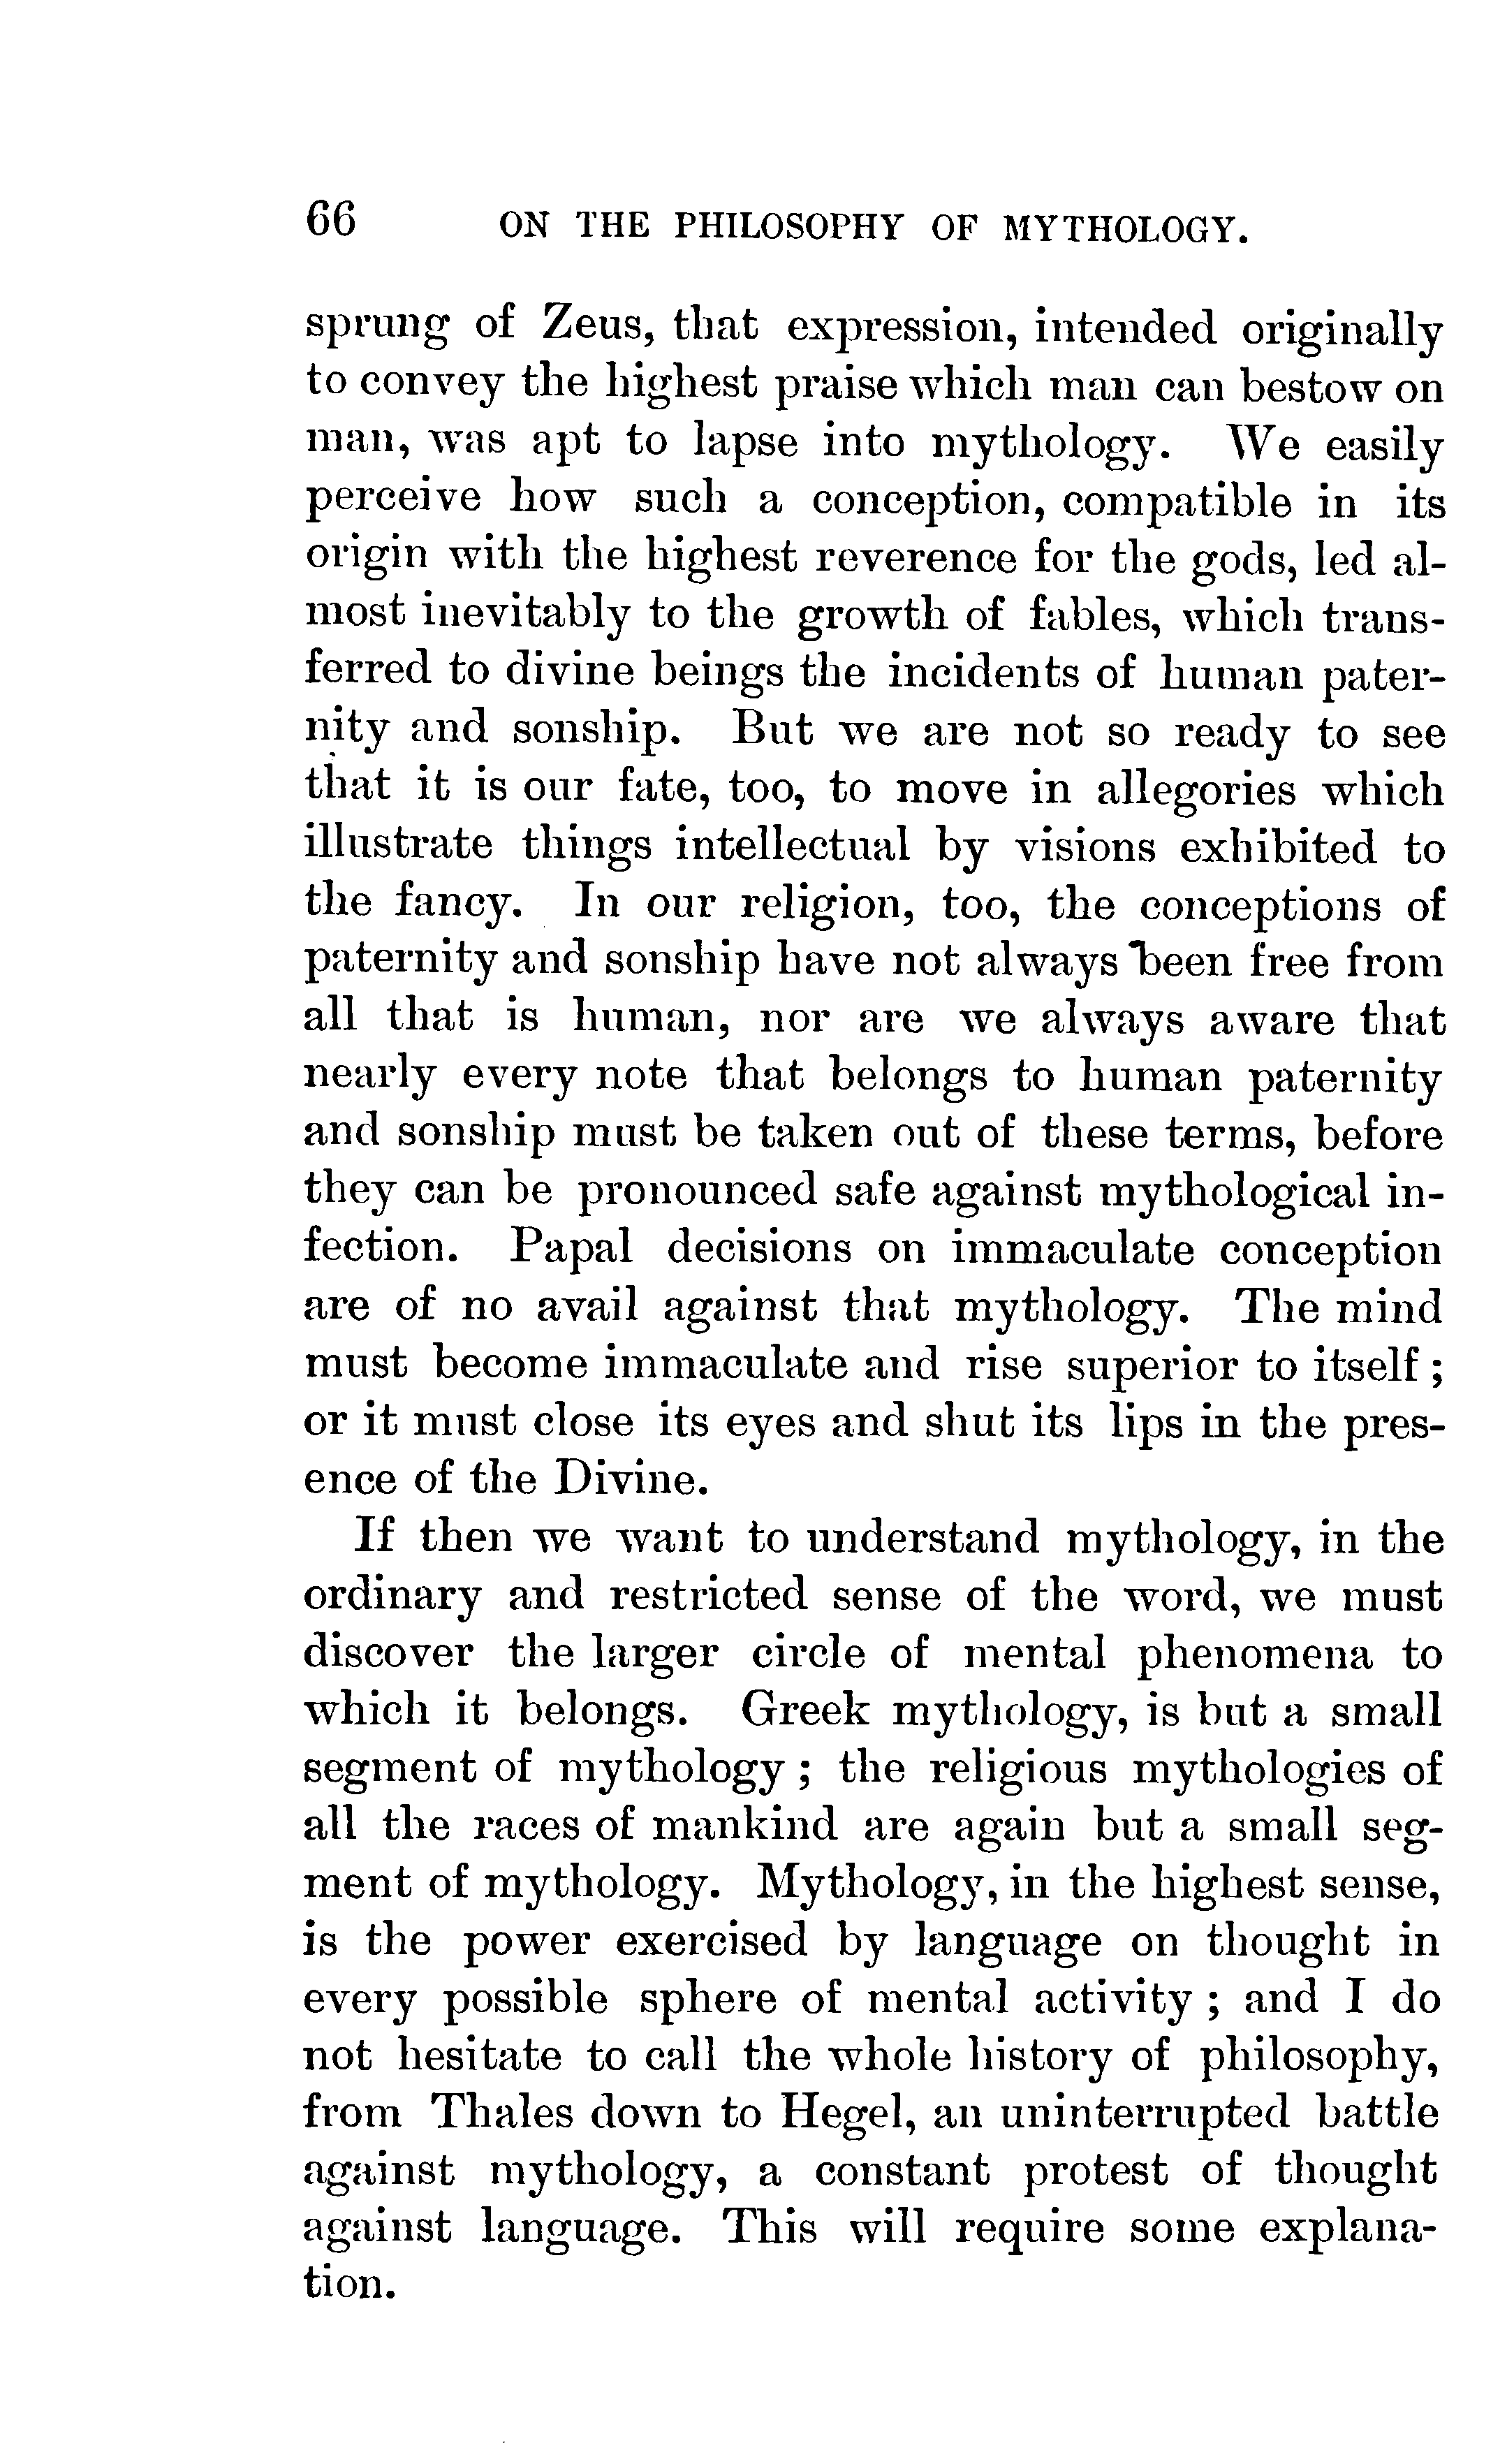 66 ON THE PHILOSOPHY OF MYTHOLOGY.
sprung of Zeus, that expression, intended originally
to convey the highest praise which man can bestow on
man, was apt to lapse into mythology. We easily
perceive how such a conception, compatible in its
origin with the highest reverence for the gods, led al-
most inevitably to the growth of fables, which trans-
ferred to divine beings the incidents of human pater-
nity and sonship. But we are not so ready to see
that it is our fate, too, to move in allegories which
illustrate things intellectual by visions exhibited to
the fancy. In our religion, too, the conceptions of
paternity and sonship have not always been free from
all that is human, nor are we always aware that
nearly every note that belongs to human paternity
and sonship must be taken out of these terms, before
they can be pronounced safe against mythological in-
fection. Papal decisions on immaculate conception
are of no avail against that mythology. The mind
must become immaculate and rise superior to itself;
or it must close its eyes and shut its lips in the pres-
ence of the Divine.
If then we want to understand mythology, in the
ordinary and restricted sense of the word, we must
discover the larger circle of mental phenomena to
which it belongs. Greek mythology, is but a small
segment of mythology; the religious mythologies of
all the races of mankind are again but a small seg-
ment of mythology. Mythology, in the highest sense,
is the power exercised by language on thought in
every possible sphere of mental activity; and I do
not hesitate to call the whole history of philosophy,
from Thales down to Hegel, an uninterrupted battle
against mythology, a constant protest of thought
against language. This will require some explana-
tion.